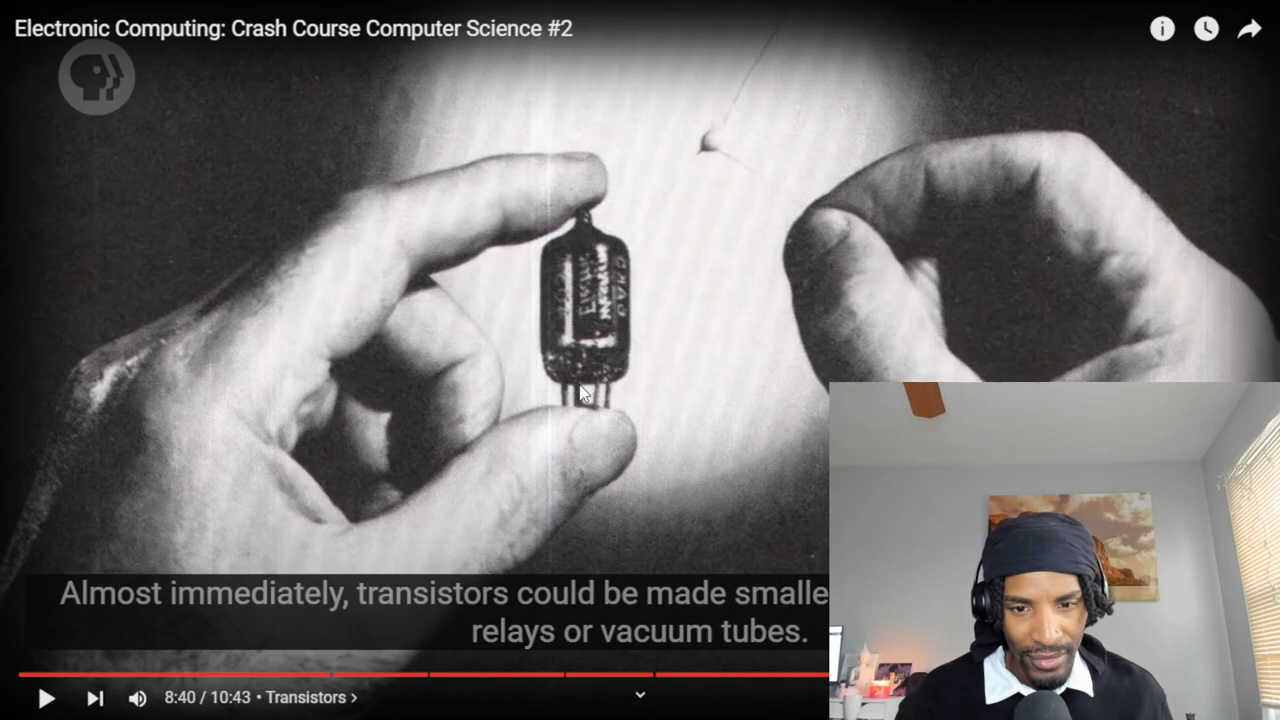 Electronic Computing: Crash Course Computer Science #2
Almost immediately, transistors could be made smalle
relays or vacuum tubes.
8:40 / 10:43 • Transistors ›